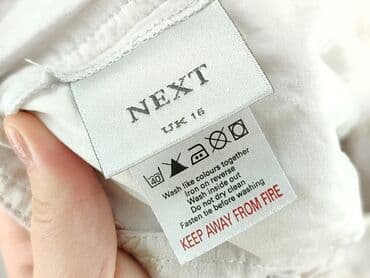 NEXT
UK 16
40
Wash like colours together
Iron on reverse
Wash inside out
Do not dry clean
Fasten tie before washing
KEEP AWAY FROM FIRE